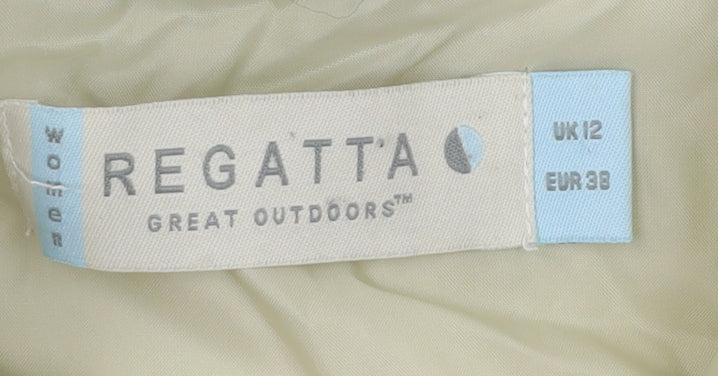 women
REGATTA
GREAT OUTDOORS™
UK 12
EUR 38